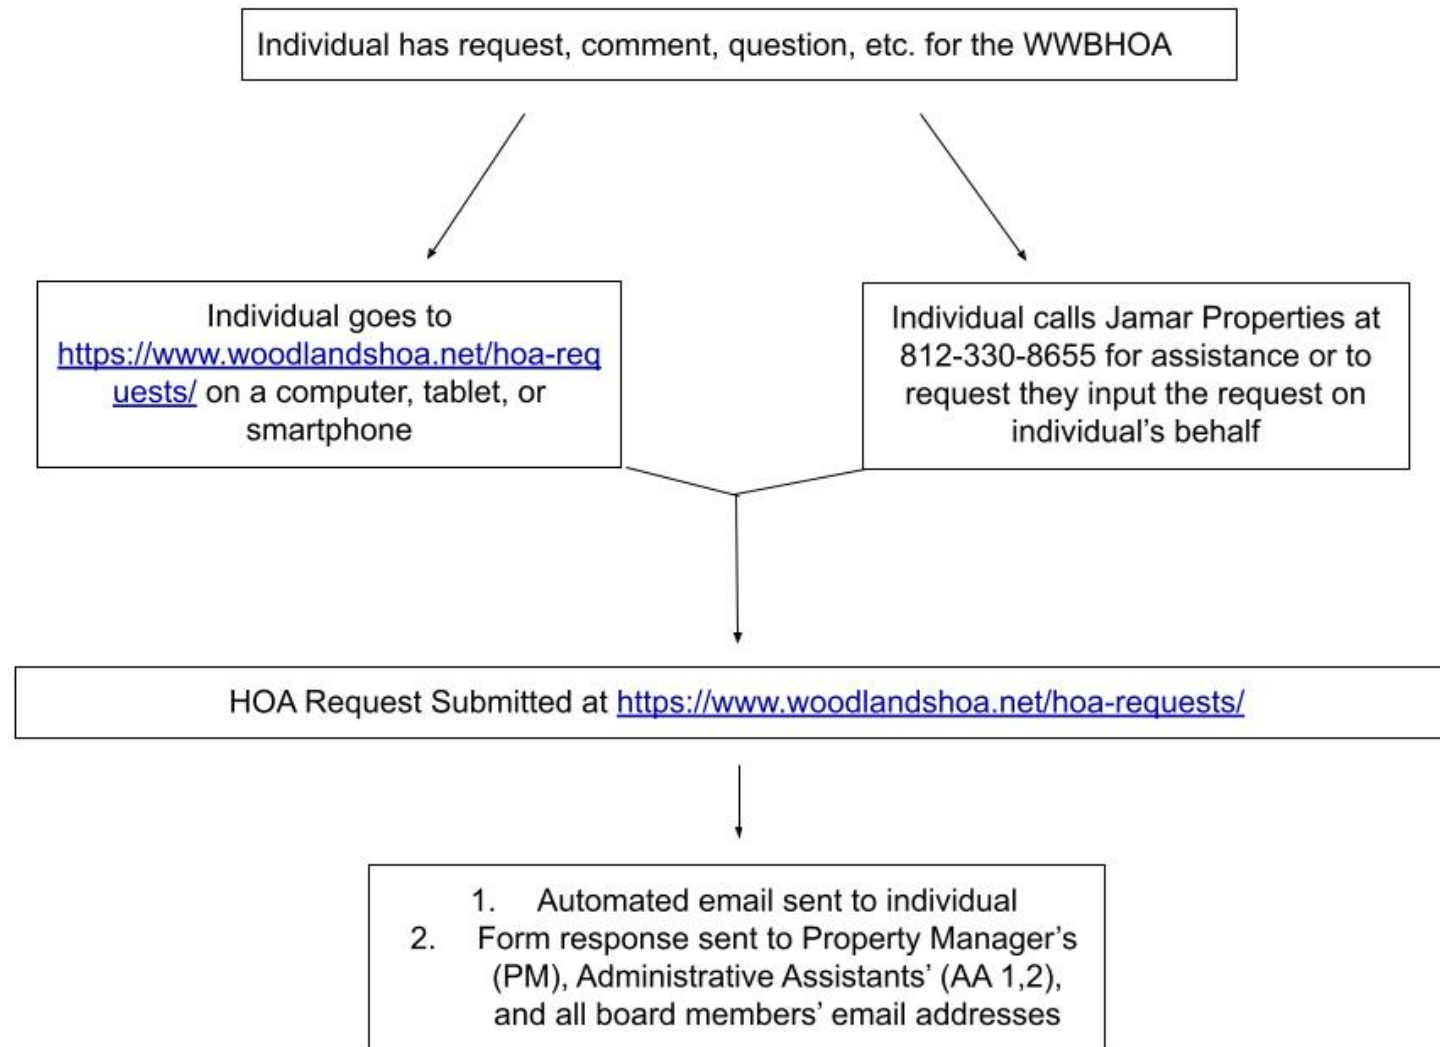 Individual has request, comment, question, etc. for the WWBHOA
Individual goes to
https://www.woodlandshoa.net/hoa-req
uests/ on a computer, tablet, or
smartphone
Individual calls Jamar Properties at
812-330-8655 for assistance or to
request they input the request on
individual’s behalf
HOA Request Submitted at https://www.woodlandshoa.net/hoa-requests/
1. Automated email sent to individual
2. Form response sent to Property Manager’s
(PM), Administrative Assistants’ (AA 1,2),
and all board members’ email addresses